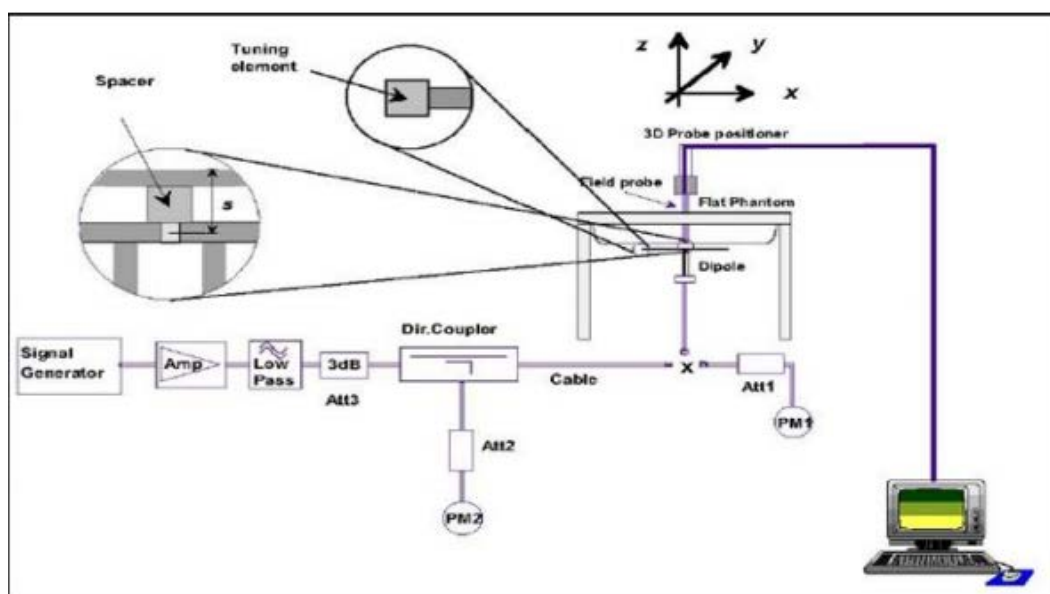 Tuning
element
Spacer
s
z
y
x
3D Probe positioner
Field probe
Flat Phantom
Dipole
Signal
Generator
Amp
Low
Pass
3dB
Att3
Dir.Coupler
Cable
X
Att1
PM1
Att2
PM2